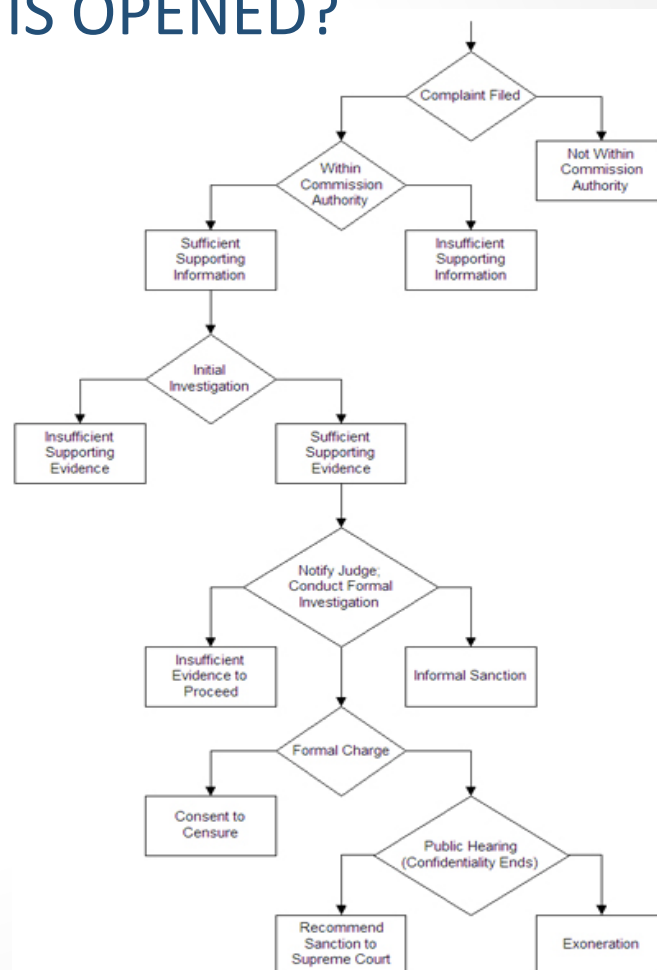 IS OPENED?
Complaint Filed
Not Within
Commission
Authority
Within
Commission
Authority
Sufficient
Supporting
Information
Insufficient
Supporting
Information
Initial
Investigation
Insufficient
Supporting
Evidence
Sufficient
Supporting
Evidence
Notify Judge;
Conduct Formal
Investigation
Insufficient
Evidence to
Proceed
Informal Sanction
Formal Charge
Consent to
Censure
Public Hearing
(Confidentiality Ends)
Recommend
Sanction to
Supreme Court
Exoneration